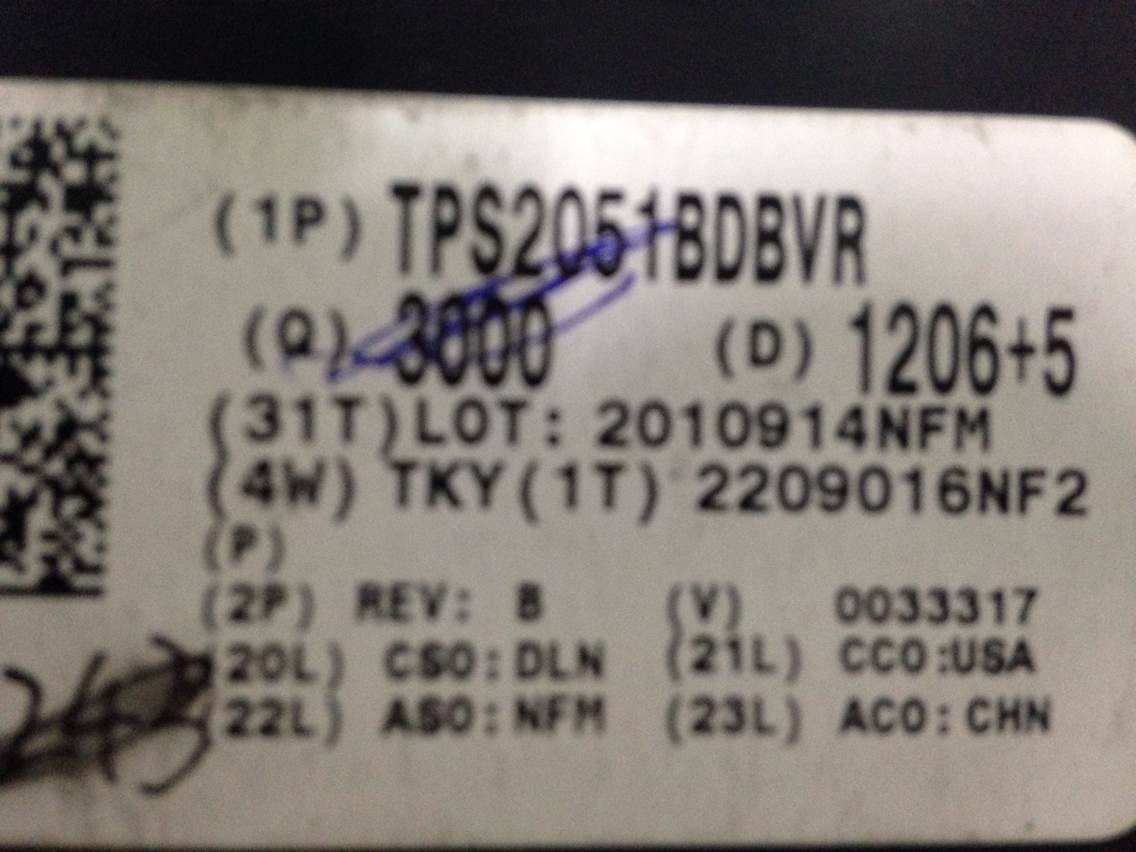 (1P) TPS2051BDBVR
(Q) 3000 (D) 1206+5
(31T)LOT: 2010914NFM
(4W) TKY(1T) 2209016NF2
(P)
(2P) REV: B (V) 0033317
(20L) CSO:DLN (21L) CCO:USA
(22L) ASO:NFM (23L) ACO:CHN